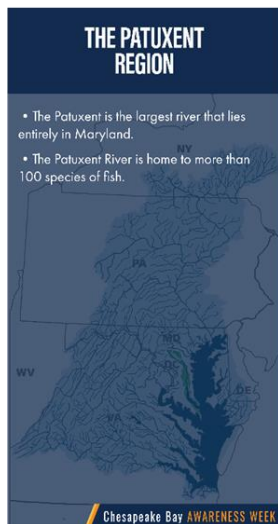 THE PATUXENT
REGION
• The Patuxent is the largest river that lies
entirely in Maryland.
• The Patuxent River is home to more than
100 species of fish.
NY
PA
MD
WV
DC
DEL
VA
Chesapeake Bay AWARENESS WEEK